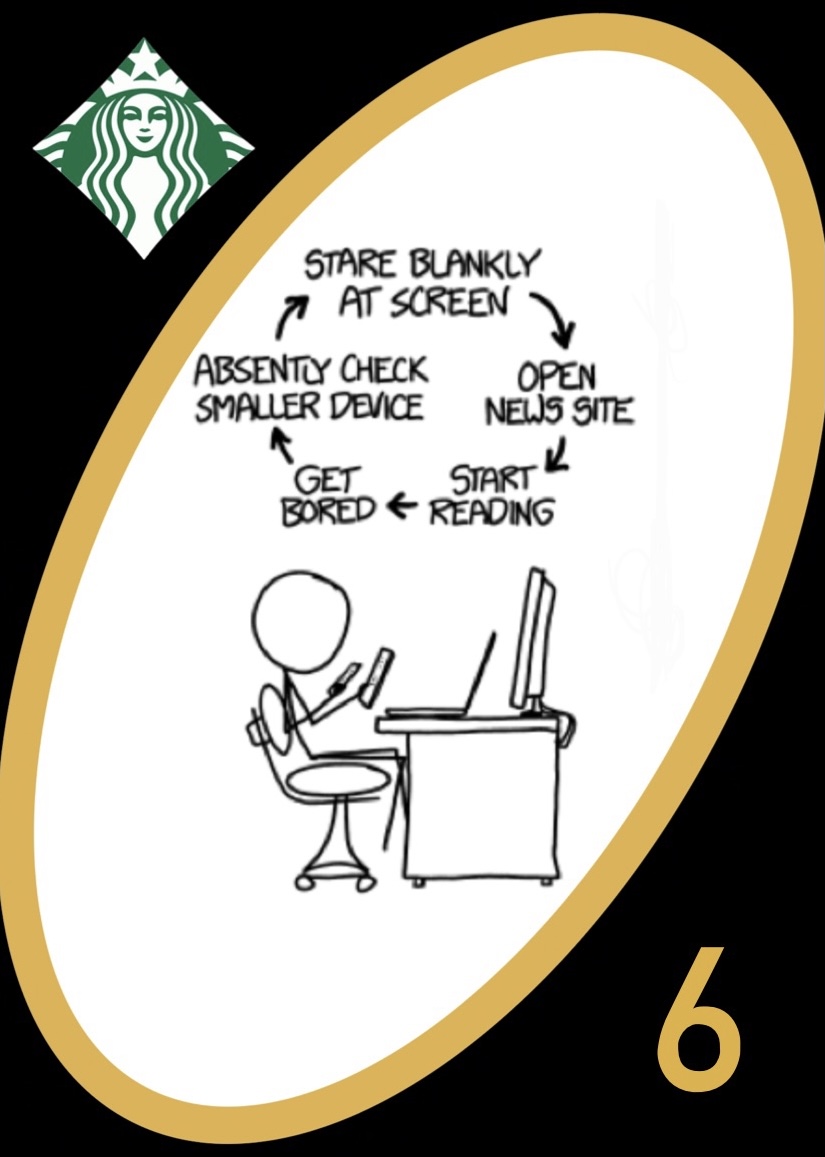 STARE BLANKLY
AT SCREEN
ABSENTLY CHECK
SMALLER DEVICE
OPEN
NEWS SITE
GET
BORED
START
READING
6